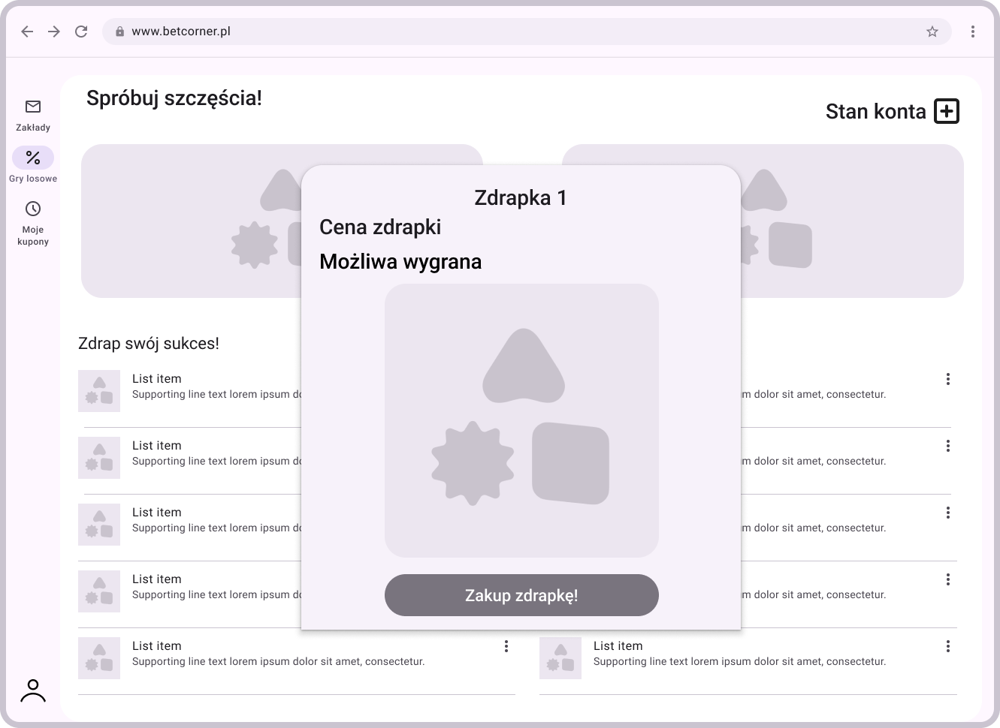 www.betcorner.pl
Spróbuj szczęścia!
Stan konta
Zakłady
Gry losowe
Moje
kupony
Zdrapka 1
Cena zdrapki
Możliwa wygrana
Zakup zdrapkę!
Zdrap swój sukces!
List item
Supporting line text lorem ipsum
dolor sit amet, consectetur.
List item
Supporting line text lorem ipsum
dolor sit amet, consectetur.
List item
Supporting line text lorem ipsum
dolor sit amet, consectetur.
List item
Supporting line text lorem ipsum
dolor sit amet, consectetur.
List item
Supporting line text lorem ipsum dolor sit amet, consectetur.
List item
Supporting line text lorem ipsum dolor sit amet, consectetur.